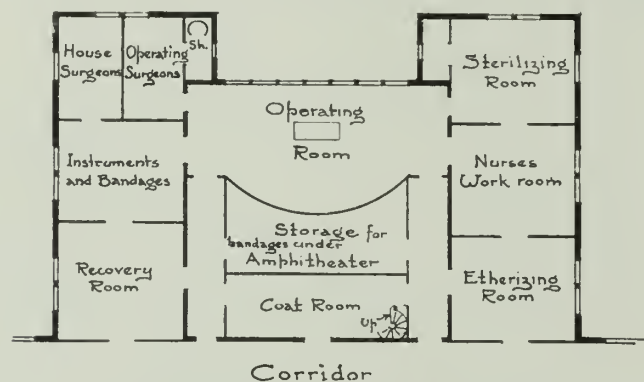 House
Surgeons
Operating
Surgeons
Sh.
Sterilizing
Room
Operating
Room
Instruments
and Bandages
Nurses
Work room
Storage for
bandages under
Amphitheater
Recovery
Room
Etherizing
Room
Coat Room
Up
Corridor